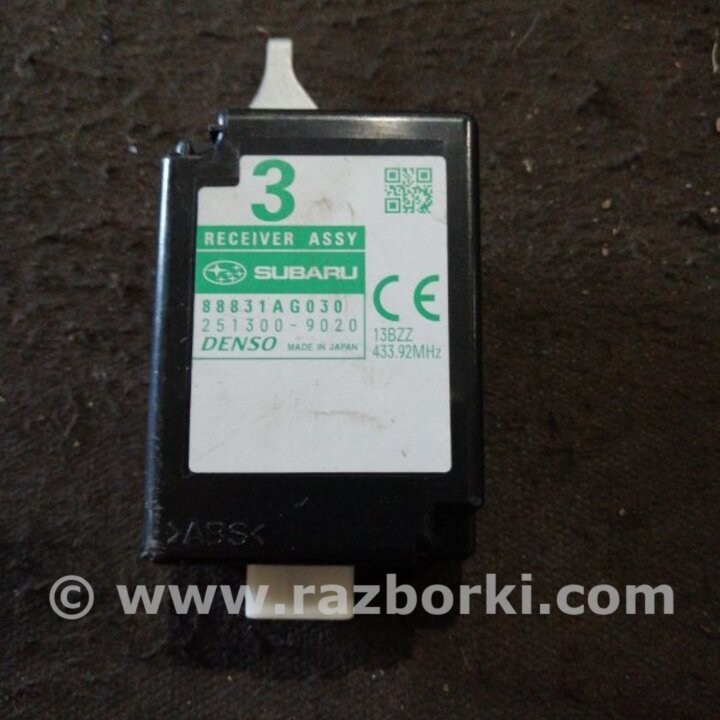 3
RECEIVER ASSY
SUBARU
88831AG030
251300-9020
DENSO MADE IN JAPAN
CE
13BZZ
433.92MHz
>ABS<
© www.razborki.com